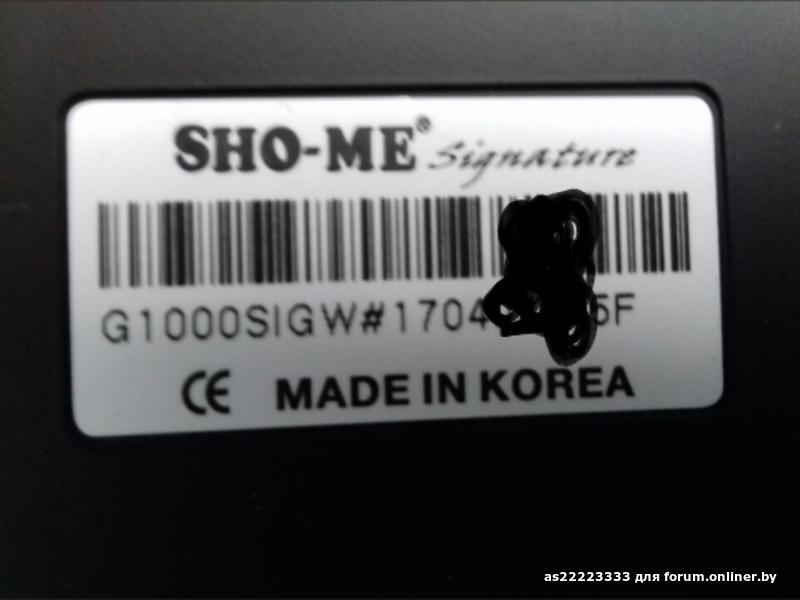 SHO-ME® Signature
G1000SIGW#1704 5F
CE MADE IN KOREA
as22223333 для forum.onliner.by